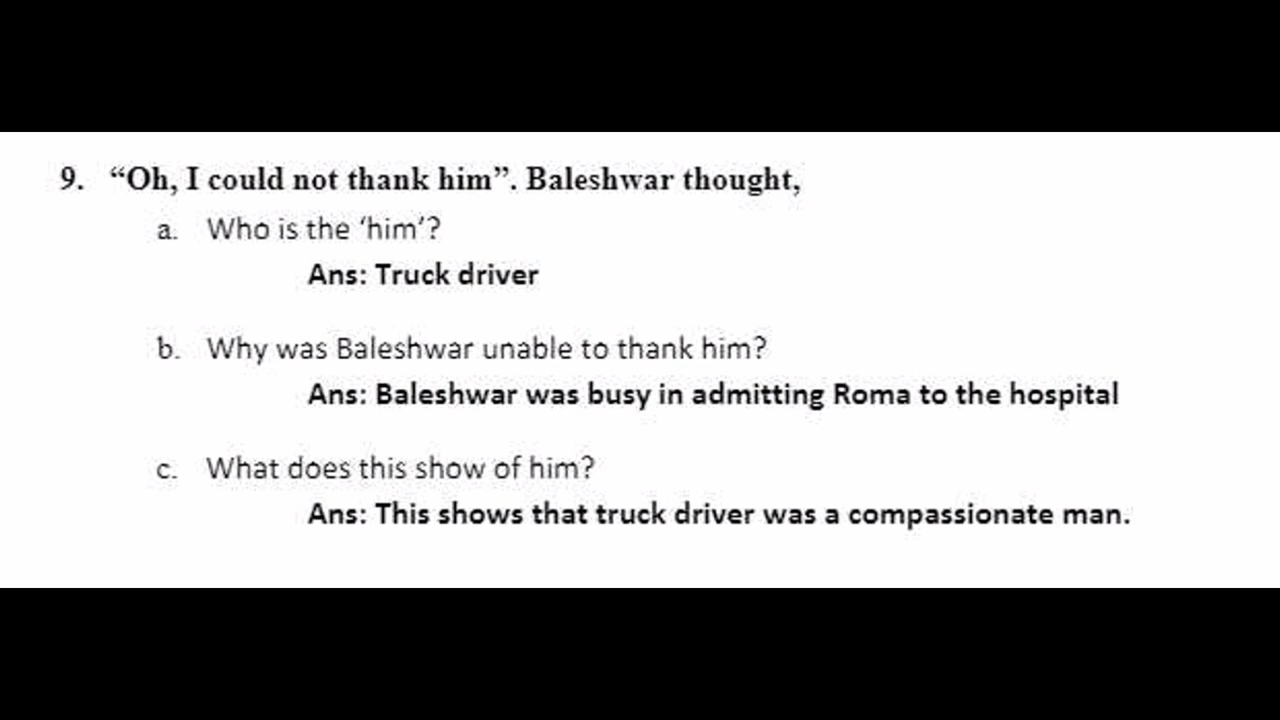 9. “Oh, I could not thank him”. Baleshwar thought,
a. Who is the ‘him’?
Ans: Truck driver
b. Why was Baleshwar unable to thank him?
Ans: Baleshwar was busy in admitting Roma to the hospital
c. What does this show of him?
Ans: This shows that truck driver was a compassionate man.